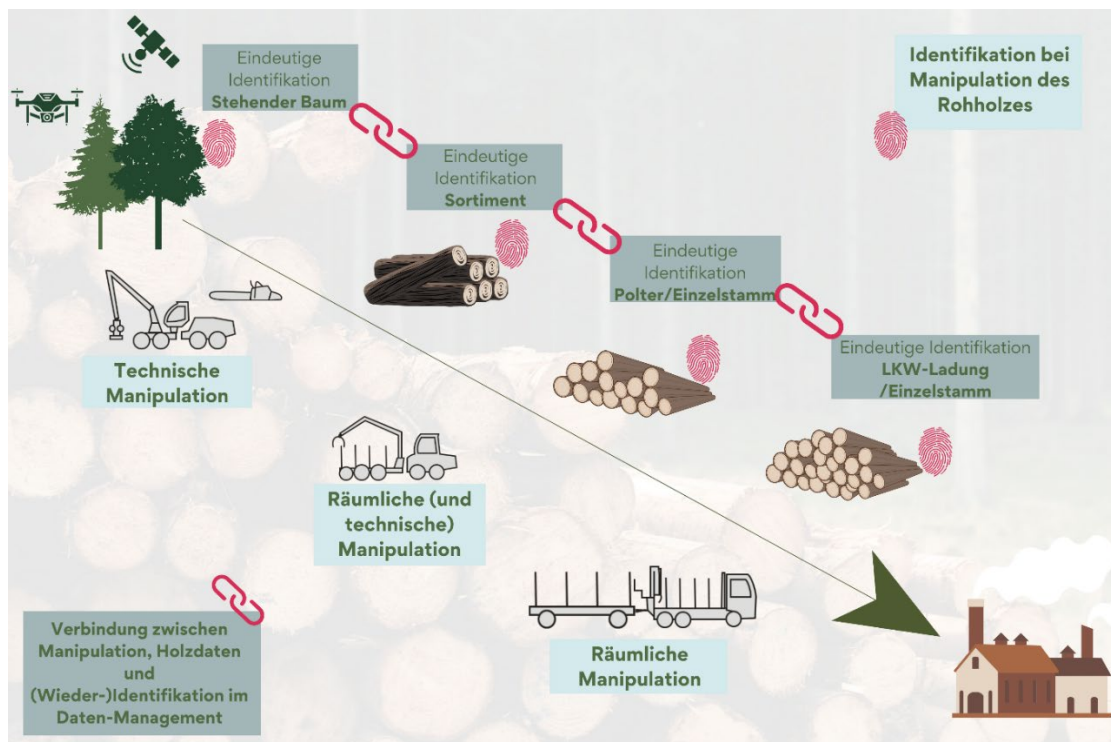 Eindeutige
Identifikation
Stehender Baum
Identifikation bei
Manipulation des
Rohholzes
Eindeutige
Identifikation
Sortiment
Eindeutige
Identifikation
Polter/Einzelstamm
Eindeutige Identifikation
LKW-Ladung
/Einzelstamm
Technische
Manipulation
Räumliche (und
technische)
Manipulation
Räumliche
Manipulation
Verbindung zwischen
Manipulation, Holzdaten
und
(Wieder-)Identifikation im
Daten-Management